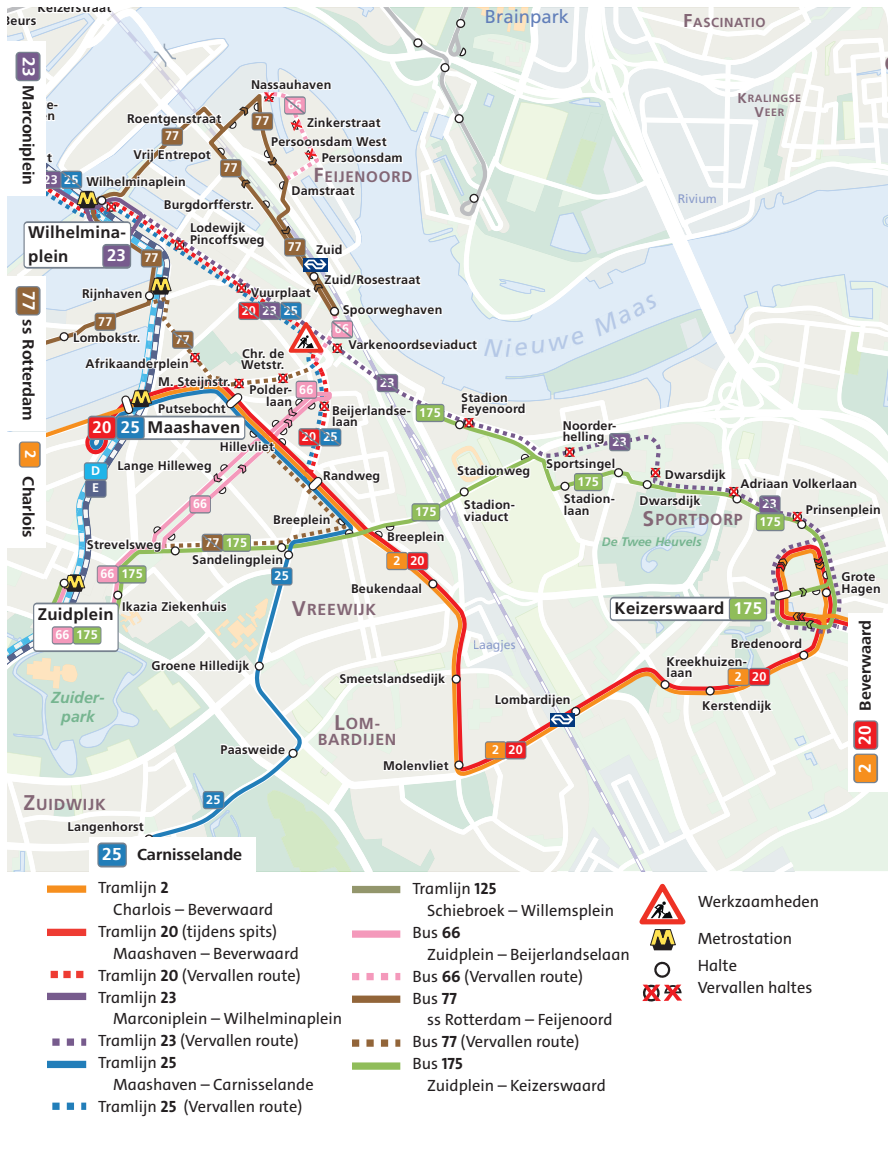 Keizerstraat
Beurs
Brainpark
FASCINATIO
23 Marconiplein
Nassauhaven
66
KRALINGSE
VEER
Roentgenstraat
77
77
Zinkerstraat
77
Persoonsdam West
Vrij Entrepot
Persoonsdam
77
FEIJENOORD
23 25
Wilhelminaplein
Damstraat
Rivium
Burgdorfferstr.
Wilhelmina-
plein 23
Lodewijk
Pincoffsweg
77
Zuid
77
Zuid/Rosestraat
Rijnhaven
Vuurplaat
20 23 25
Spoorweghaven
77 ss Rotterdam
77
66
Nieuwe Maas
Lombokstr.
77
Varkenoordseviaduct
Afrikaanderplein
Chr. de
Wetstr.
M. Steijnstr.
23
Polder-
laan
66
Stadion
Feyenoord
Putsebocht
Beijerlandse-
laan
175
20 25 Maashaven
Noorder-
helling
23
20 25
Hillevliet
2 Charlois
D
E
Lange Hilleweg
Stadionweg
Sportsingel
Dwarsdijk
Randweg
175
Adriaan Volkerlaan
66
Stadion-
viaduct
Stadion-
laan
Dwarsdijk
23
Prinsenplein
175
Breeplein
175
SPORTDORP
Strevelsweg
77 175
Breeplein
De Twee Heuvels
Sandelingplein
2 20
66 175
25
Beukendaal
Grote
Hagen
Ikazia Ziekenhuis
Zuidplein
66 175
VREEWIJK
Keizerswaard 175
Laagjes
Bredenoord
Groene Hilledijk
Smeetslandsedijk
Kreekhuizen-
laan
2 20
Beverwaard
20
2
Zuider-
park
Lombardijen
Kerstendijk
LOM-
BARDIJEN
Paasweide
2 20
Molenvliet
ZUIDWIJK
25
Langenhorst
25 Carnisselande
Tramlijn 2
Charlois – Beverwaard
Tramlijn 20 (tijdens spits)
Maashaven – Beverwaard
Tramlijn 20 (Vervallen route)
Tramlijn 23
Marconiplein – Wilhelminaplein
Tramlijn 23 (Vervallen route)
Tramlijn 25
Maashaven – Carnisselande
Tramlijn 25 (Vervallen route)
Tramlijn 125
Schiebroek – Willemsplein
Bus 66
Zuidplein – Beijerlandselaan
Bus 66 (Vervallen route)
Bus 77
ss Rotterdam – Feijenoord
Bus 77 (Vervallen route)
Bus 175
Zuidplein – Keizerswaard
Werkzaamheden
Metrostation
Halte
Vervallen haltes